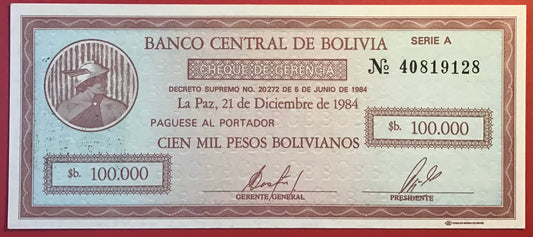 BANCO CENTRAL DE BOLIVIA
SERIE A
CHEQUE DE GERENCIA
Nº 40819128
DECRETO SUPREMO NO. 20272 DE 5 DE JUNIO DE 1984
La Paz, 21 de Diciembre de 1984
PAGUESE AL PORTADOR
$b. 100.000
CIEN MIL PESOS BOLIVIANOS
$b. 100.000
GERENTE GENERAL
PRESIDENTE